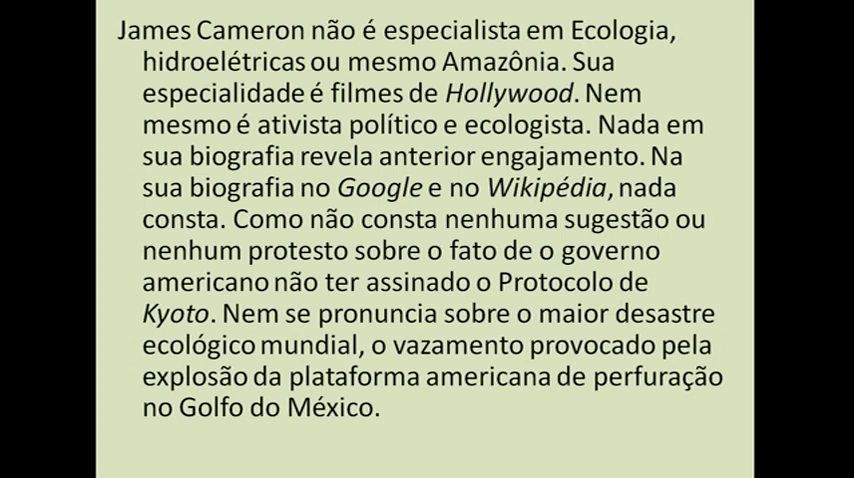 James Cameron não é especialista em Ecologia,
hidroelétricas ou mesmo Amazônia. Sua
especialidade é filmes de Hollywood. Nem
mesmo é ativista político e ecologista. Nada em
sua biografia revela anterior engajamento. Na
sua biografia no Google e no Wikipédia, nada
consta. Como não consta nenhuma sugestão ou
nenhum protesto sobre o fato de o governo
americano não ter assinado o Protocolo de
Kyoto. Nem se pronuncia sobre o maior desastre
ecológico mundial, o vazamento provocado pela
explosão da plataforma americana de perfuração
no Golfo do México.